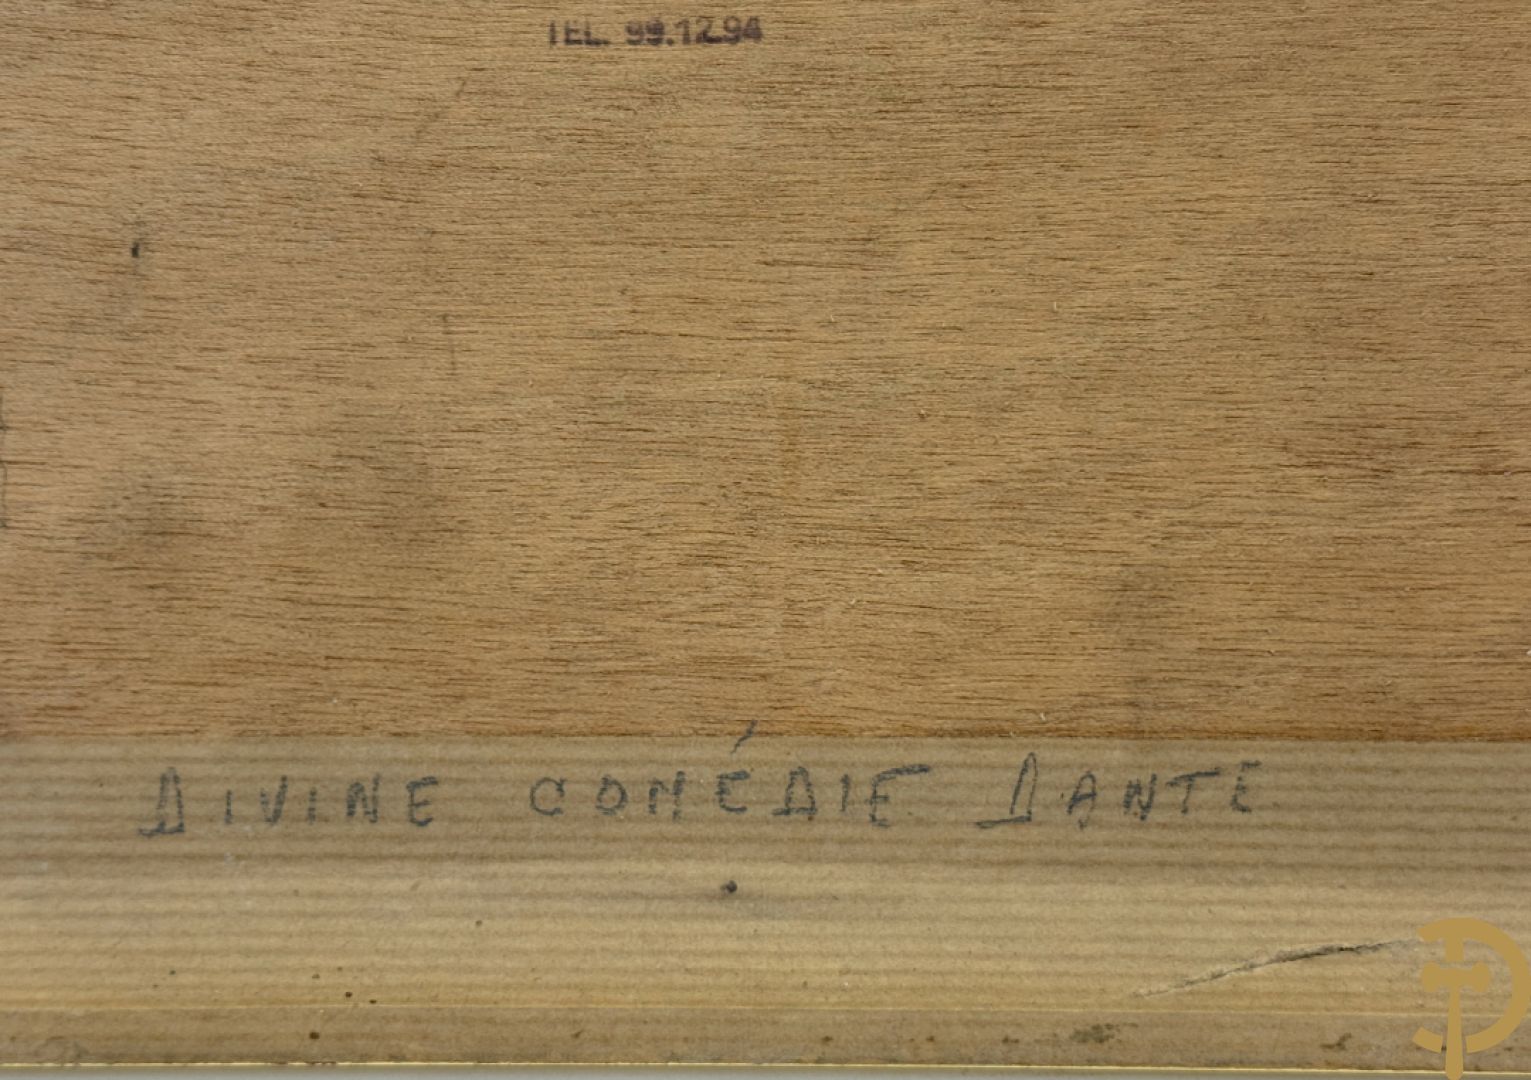 TEL. 99.12.94
DIVINE COMÉDIE DANTE